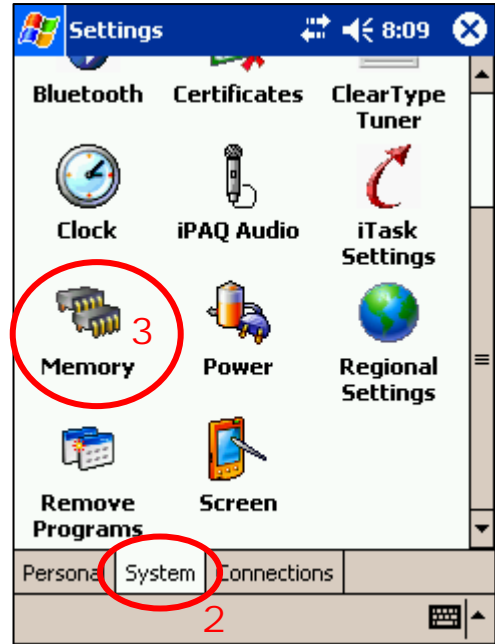 Settings 8:09
Bluetooth Certificates ClearType
Tuner
Clock iPAQ Audio iTask
Settings
3
Memory Power Regional
Settings
Remove Screen
Programs
Personal System Connections
2